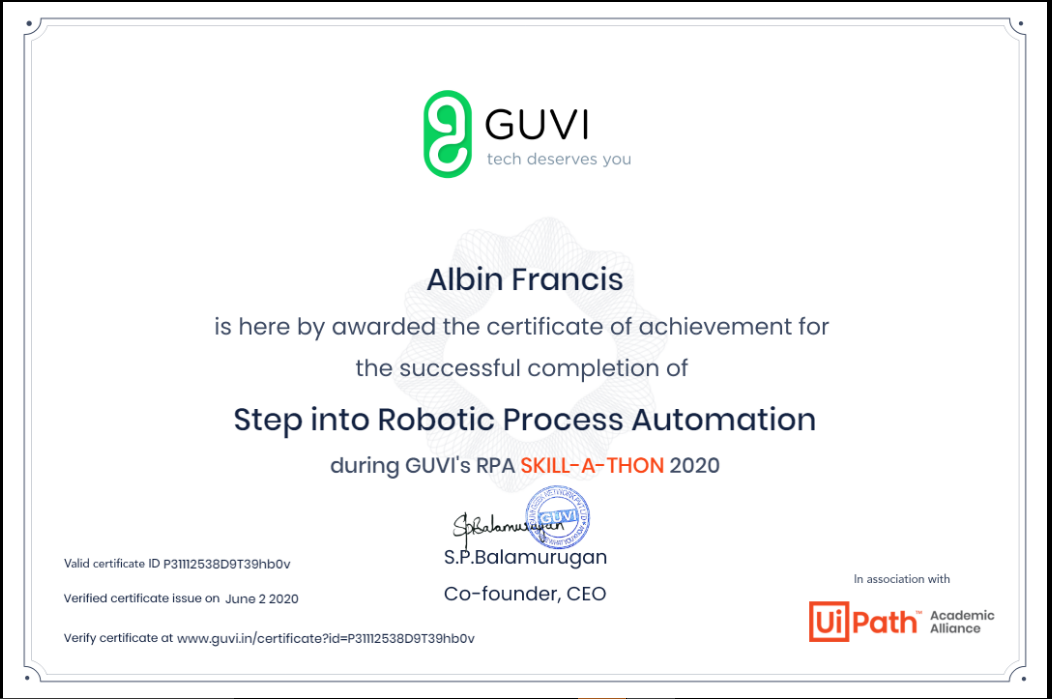 GUVI
tech deserves you
Albin Francis
is here by awarded the certificate of achievement for
the successful completion of
Step into Robotic Process Automation
during GUVI's RPA SKILL-A-THON 2020
SPBalamurugan
GUVI
S.P.Balamurugan
Co-founder, CEO
Valid certificate ID P31112538D9T39hb0v
Verified certificate issue on June 2 2020
Verify certificate at www.guvi.in/certificate?id=P31112538D9T39hb0v
In association with
UiPath™ Academic
Alliance